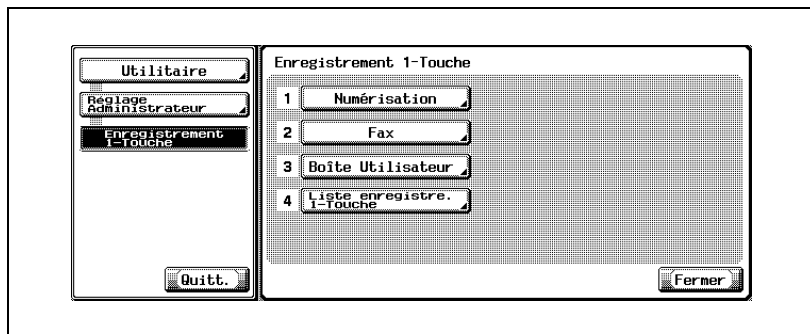 Utilitaire
Réglage
Administrateur
Enregistrement
1-Touche
Quitt.
Enregistrement 1-Touche
1 Numérisation
2 Fax
3 Boîte Utilisateur
4 Liste enregistre.
1-Touche
Fermer